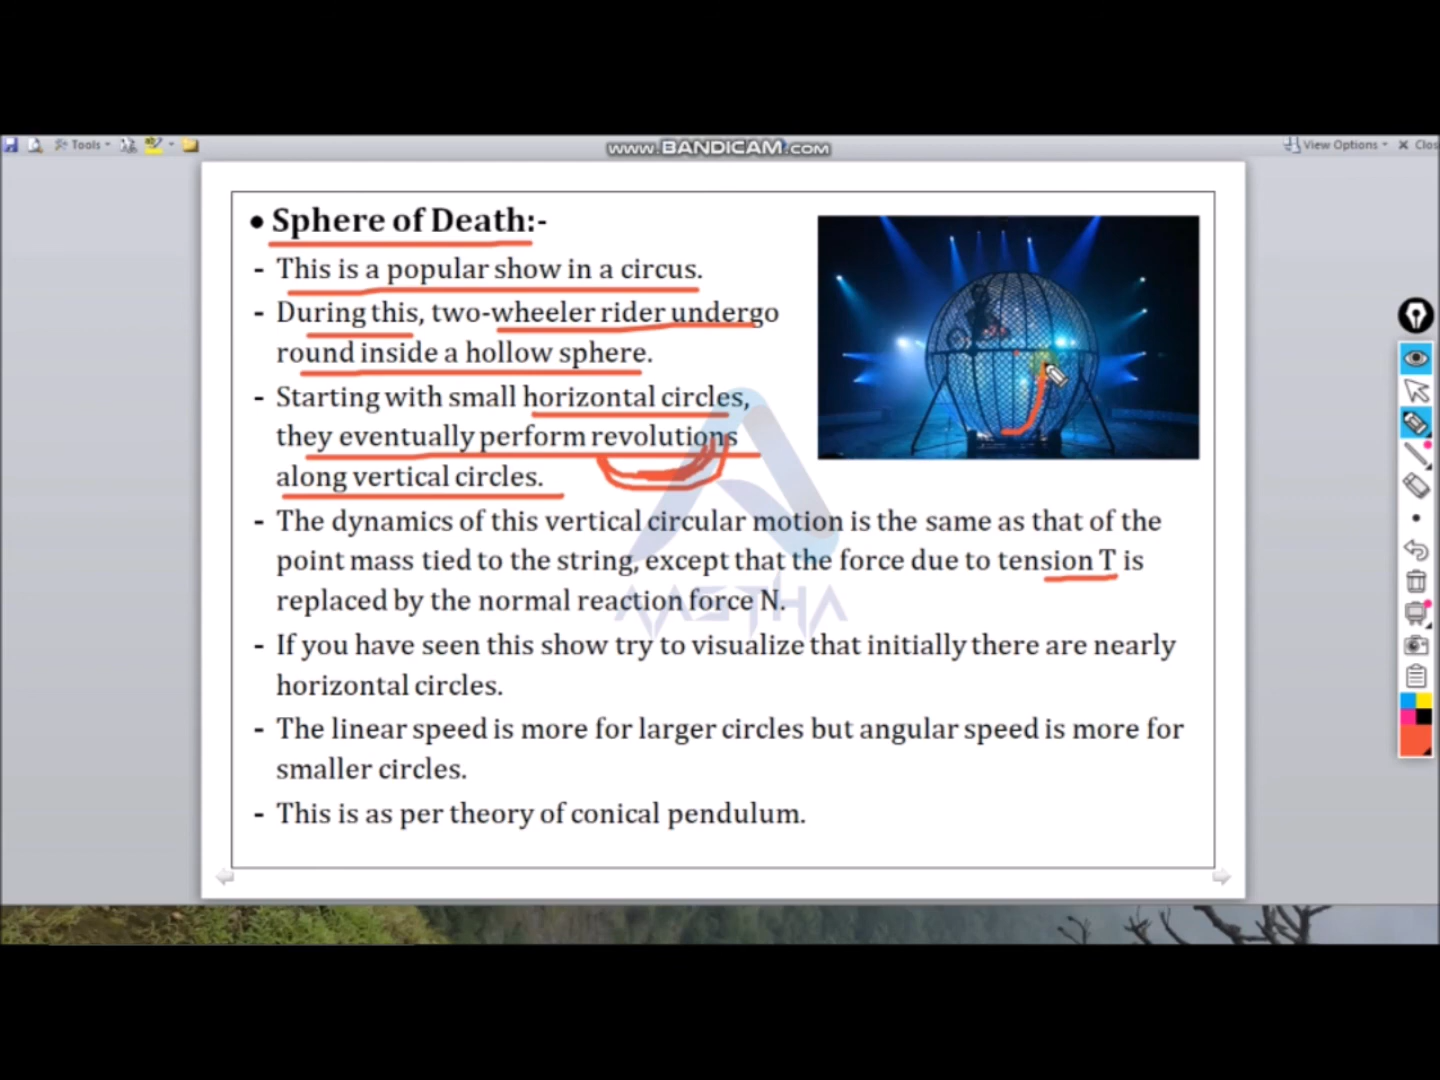 Tools
www.BANDICAM.com
View Options
Clos
• Sphere of Death:-
- This is a popular show in a circus.
- During this, two-wheeler rider undergo
round inside a hollow sphere.
- Starting with small horizontal circles,
they eventually perform revolutions
along vertical circles.
- The dynamics of this vertical circular motion is the same as that of the
point mass tied to the string, except that the force due to tension T is
replaced by the normal reaction force N.
AASTHA
- If you have seen this show try to visualize that initially there are nearly
horizontal circles.
- The linear speed is more for larger circles but angular speed is more for
smaller circles.
- This is as per theory of conical pendulum.